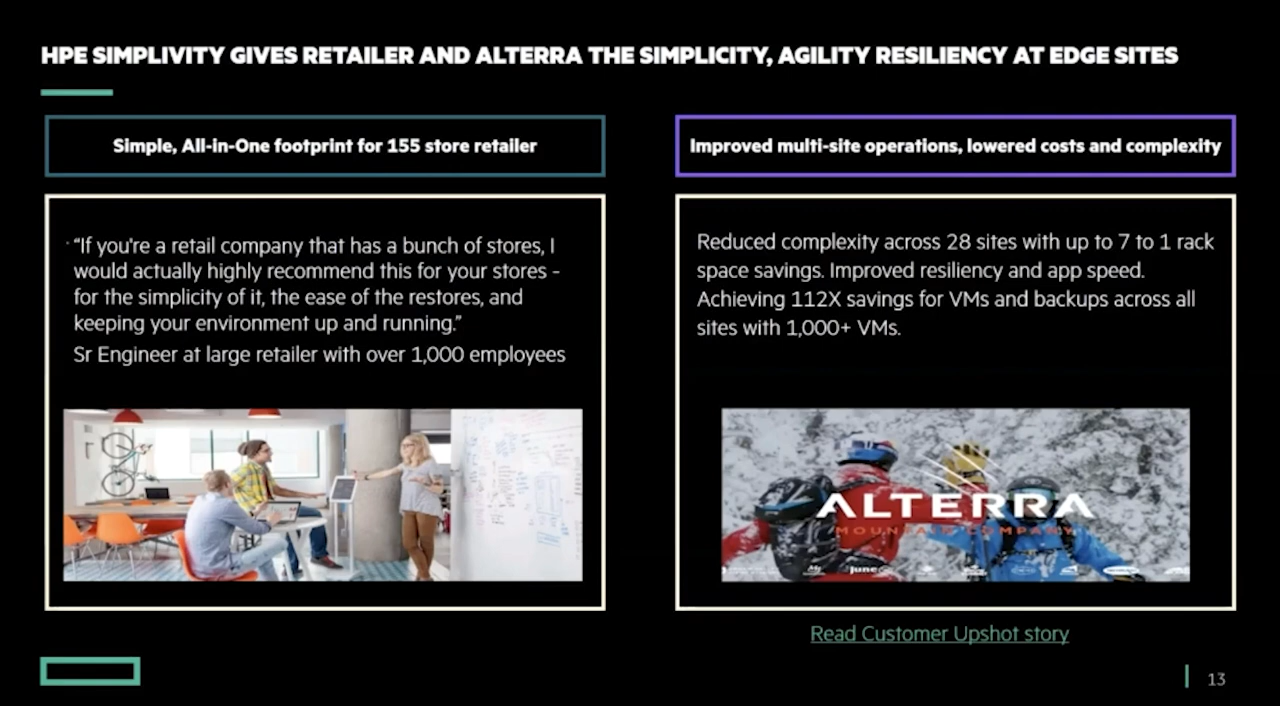 HPE SIMPLIVITY GIVES RETAILER AND ALTERRA THE SIMPLICITY, AGILITY RESILIENCY AT EDGE SITES
Simple, All-in-One footprint for 155 store retailer
“If you're a retail company that has a bunch of stores, I
would actually highly recommend this for your stores -
for the simplicity of it, the ease of the restores, and
keeping your environment up and running.”
Sr Engineer at large retailer with over 1,000 employees
Improved multi-site operations, lowered costs and complexity
Reduced complexity across 28 sites with up to 7 to 1 rack
space savings. Improved resiliency and app speed.
Achieving 112X savings for VMs and backups across all
sites with 1,000+ VMs.
ALTERRA
MOUNTAIN COMPANY
June
Read Customer Upshot story
13